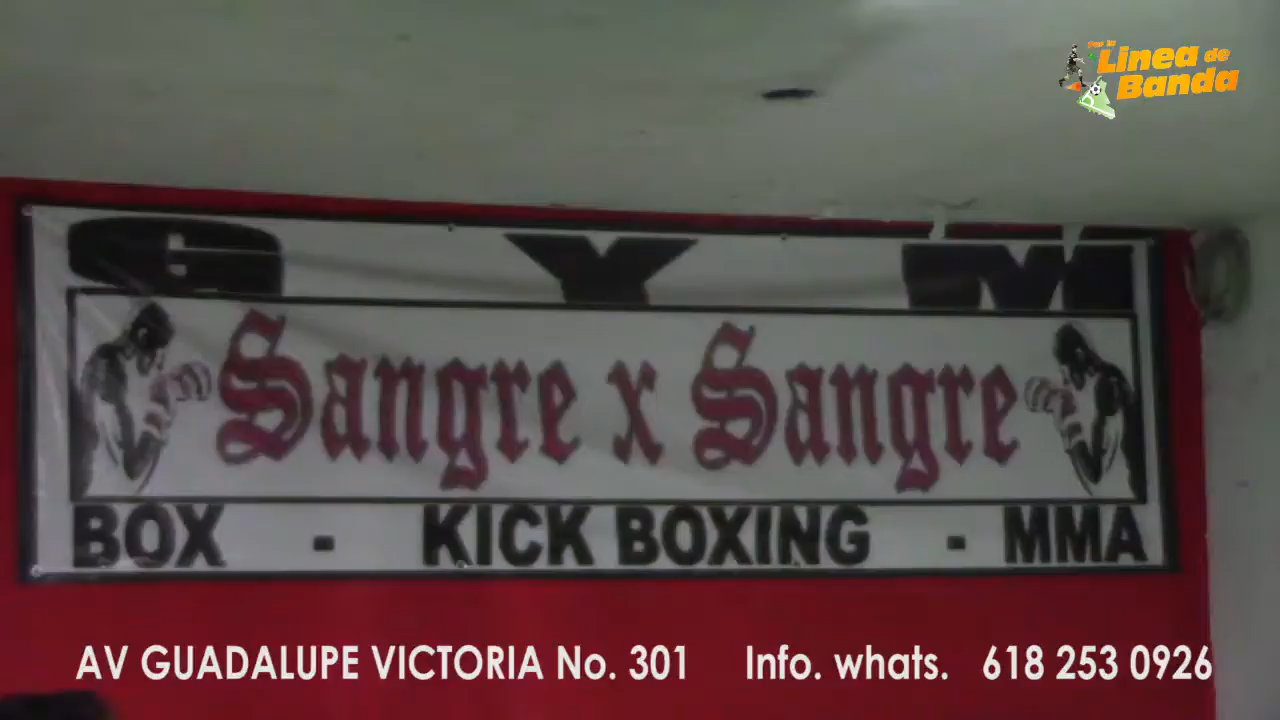 Por la
Linea de
Banda
GYM
Sangre x Sangre
BOX - KICK BOXING - MMA
AV GUADALUPE VICTORIA No. 301 Info. whats. 618 253 0926